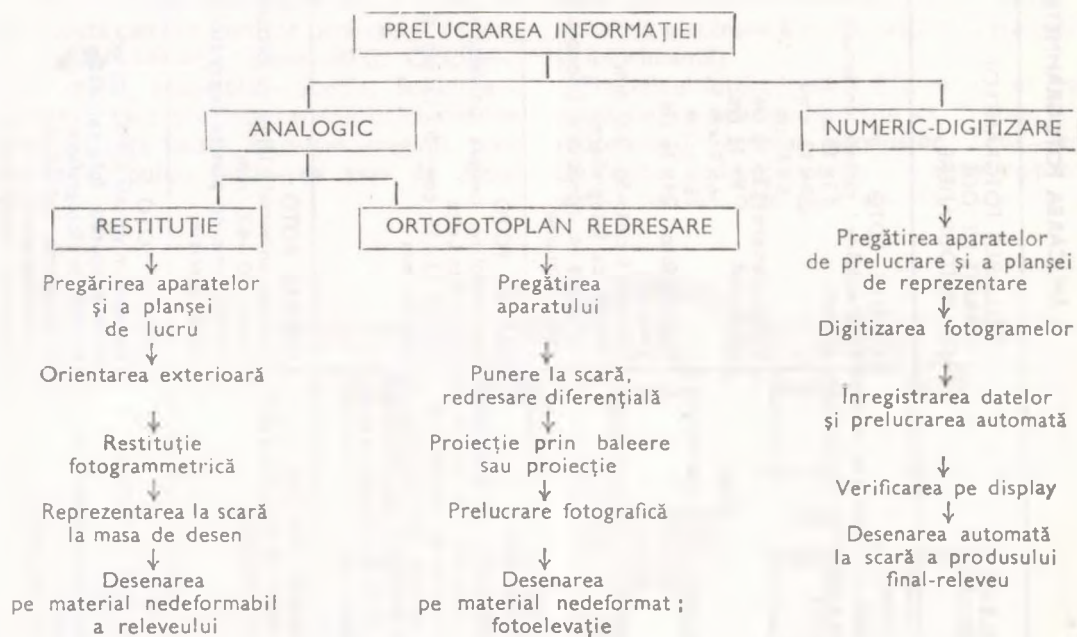 PRELUCRAREA INFORMAȚIEI
ANALOGIC
NUMERIC-DIGITIZARE
RESTITUȚIE
ORTOFOTOPLAN REDRESARE
Pregărirea aparatelor
și a planșei
de lucru
Orientarea exterioară
Restituție
fotogrammetrică
Reprezentarea la scară
la masa de desen
Desenarea
pe material nedeformabil
a releveului
Pregătirea
aparatului
Punere la scară,
redresare diferențială
Proiecție prin baleere
sau proiecție
Prelucrare fotografică
Desenarea
pe material nedeformat;
fotoelevație
Pregătirea aparatelor
de prelucrare și a planșei
de reprezentare
Digitizarea fotogramelor
Înregistrarea datelor
și prelucrarea automată
Verificarea pe display
Desenarea automată
la scară a produsului
final-releveu